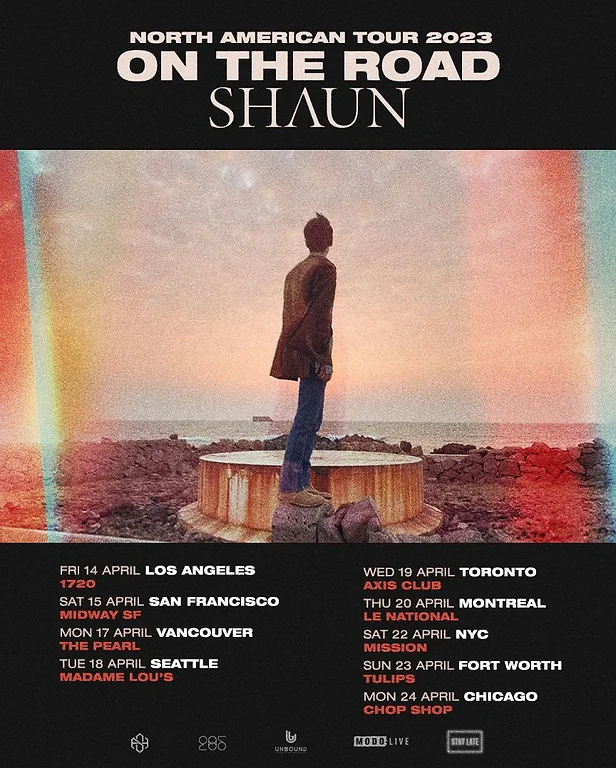 NORTH AMERICAN TOUR 2023
ON THE ROAD
SHΛUN
FRI 14 APRIL LOS ANGELES
1720
SAT 15 APRIL SAN FRANCISCO
MIDWAY SF
MON 17 APRIL VANCOUVER
THE PEARL
TUE 18 APRIL SEATTLE
MADAME LOU'S
WED 19 APRIL TORONTO
AXIS CLUB
THU 20 APRIL MONTREAL
LE NATIONAL
SAT 22 APRIL NYC
MISSION
SUN 23 APRIL FORT WORTH
TULIPS
MON 24 APRIL CHICAGO
CHOP SHOP
UNBOUND
MODO:LIVE
STAY LATE